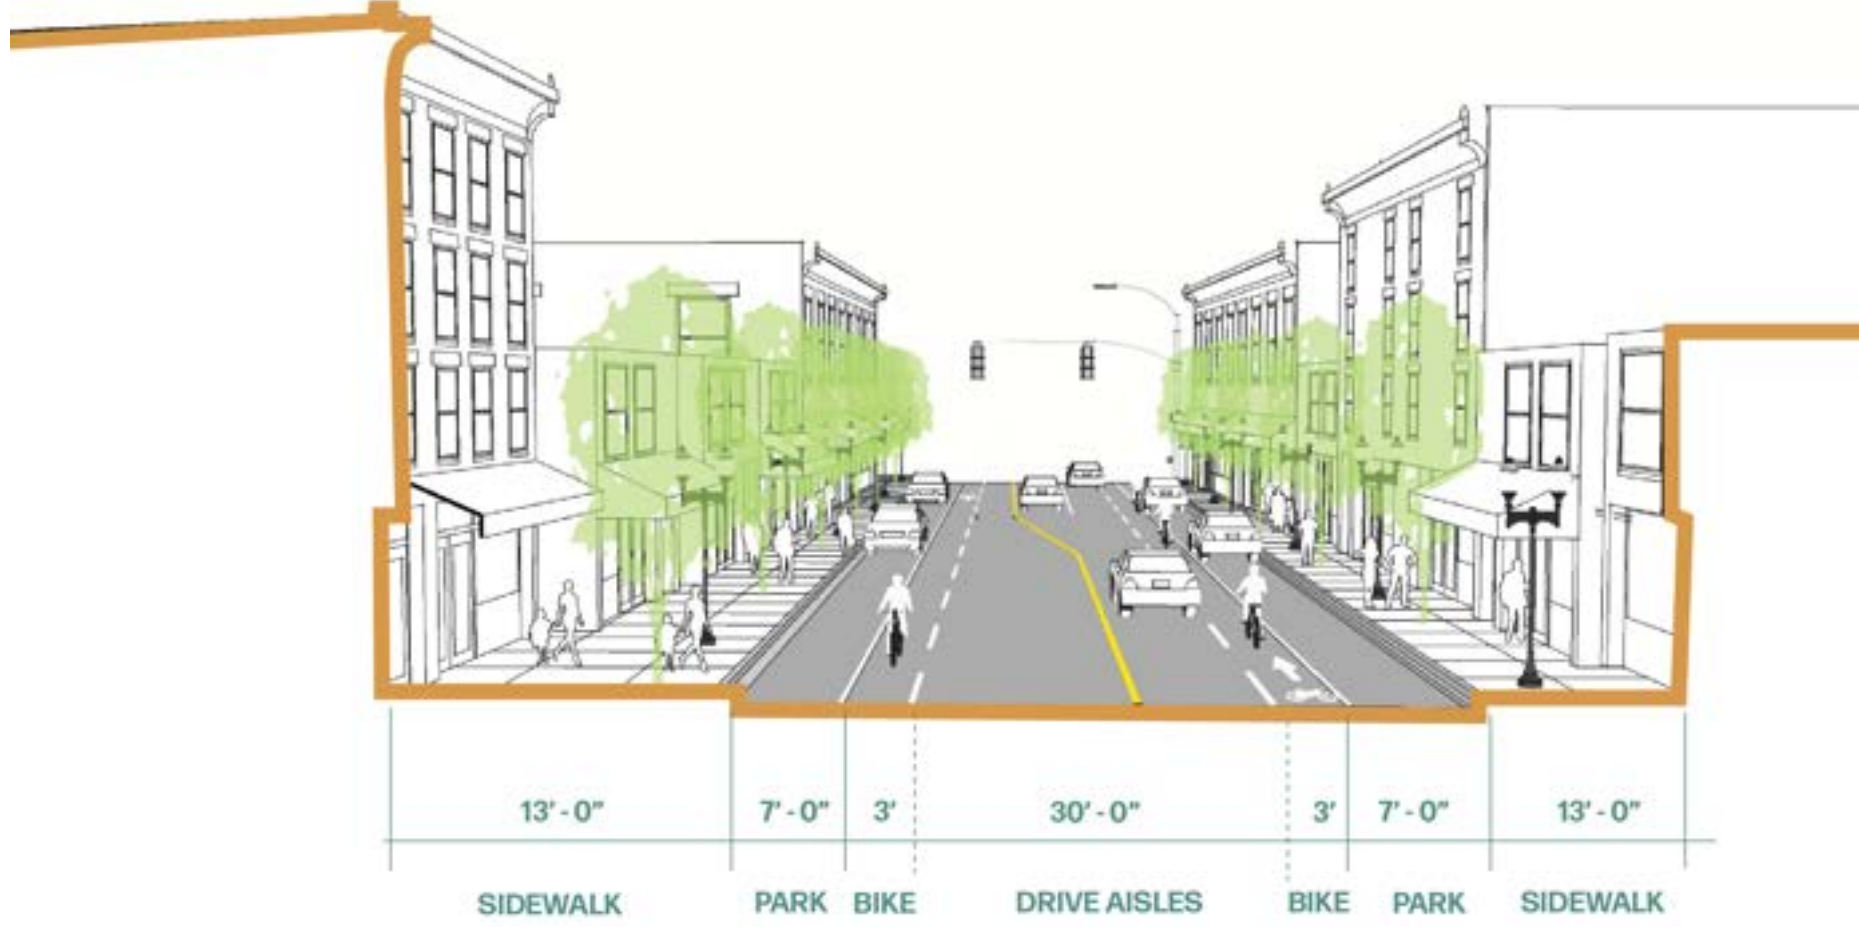 13' - 0" 7' - 0" 3' 30' - 0" 3' 7' - 0" 13' - 0"
SIDEWALK PARK BIKE DRIVE AISLES BIKE PARK SIDEWALK